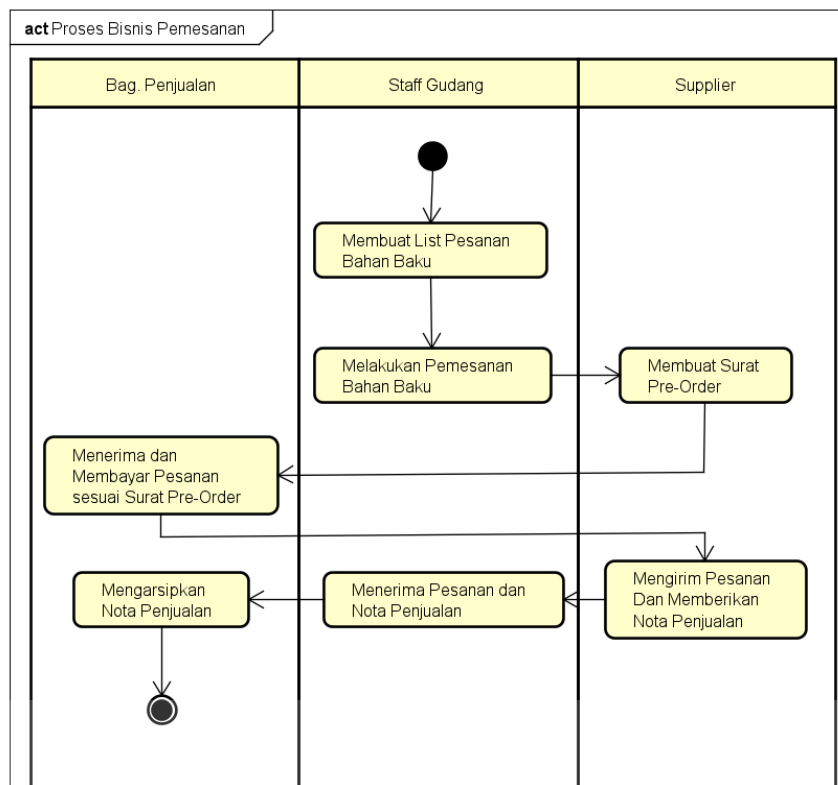 act Proses Bisnis Pemesanan
Bag. Penjualan
Staff Gudang
Supplier
Membuat List Pesanan
Bahan Baku
Melakukan Pemesanan
Bahan Baku
Membuat Surat
Pre-Order
Menerima dan
Membayar Pesanan
sesuai Surat Pre-Order
Mengirim Pesanan
Dan Memberikan
Nota Penjualan
Menerima Pesanan dan
Nota Penjualan
Mengarsipkan
Nota Penjualan